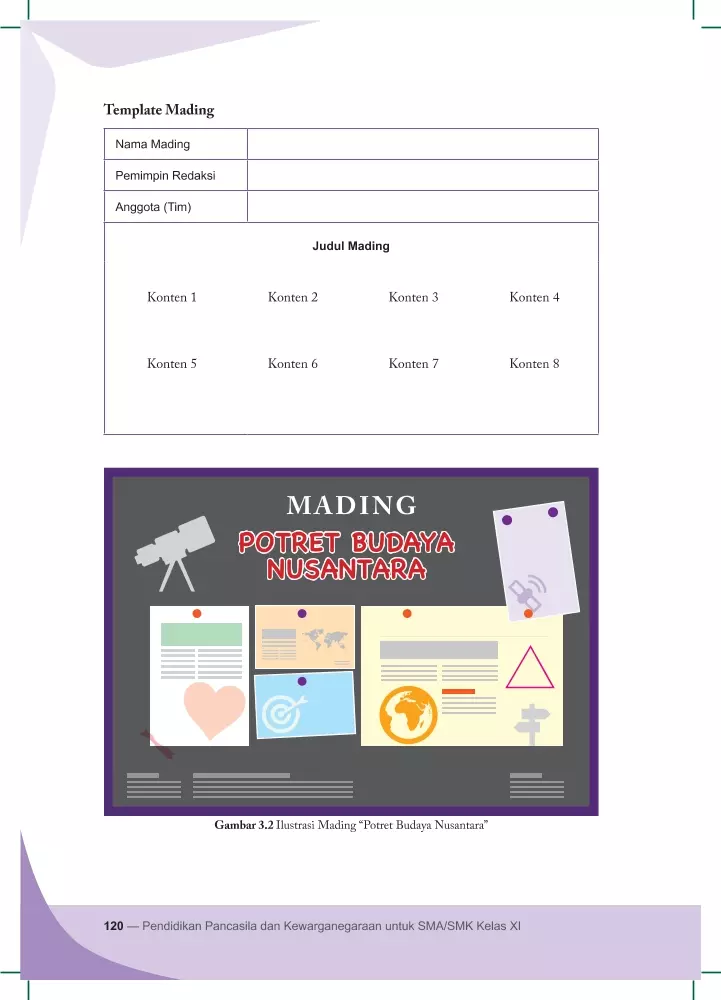 Template Mading
Nama Mading
Pemimpin Redaksi
Anggota (Tim)
Judul Mading
Konten 1 Konten 2 Konten 3 Konten 4
Konten 5 Konten 6 Konten 7 Konten 8
MADING
POTRET BUDAYA
NUSANTARA
Gambar 3.2 Ilustrasi Mading “Potret Budaya Nusantara”
120 — Pendidikan Pancasila dan Kewarganegaraan untuk SMA/SMK Kelas XI